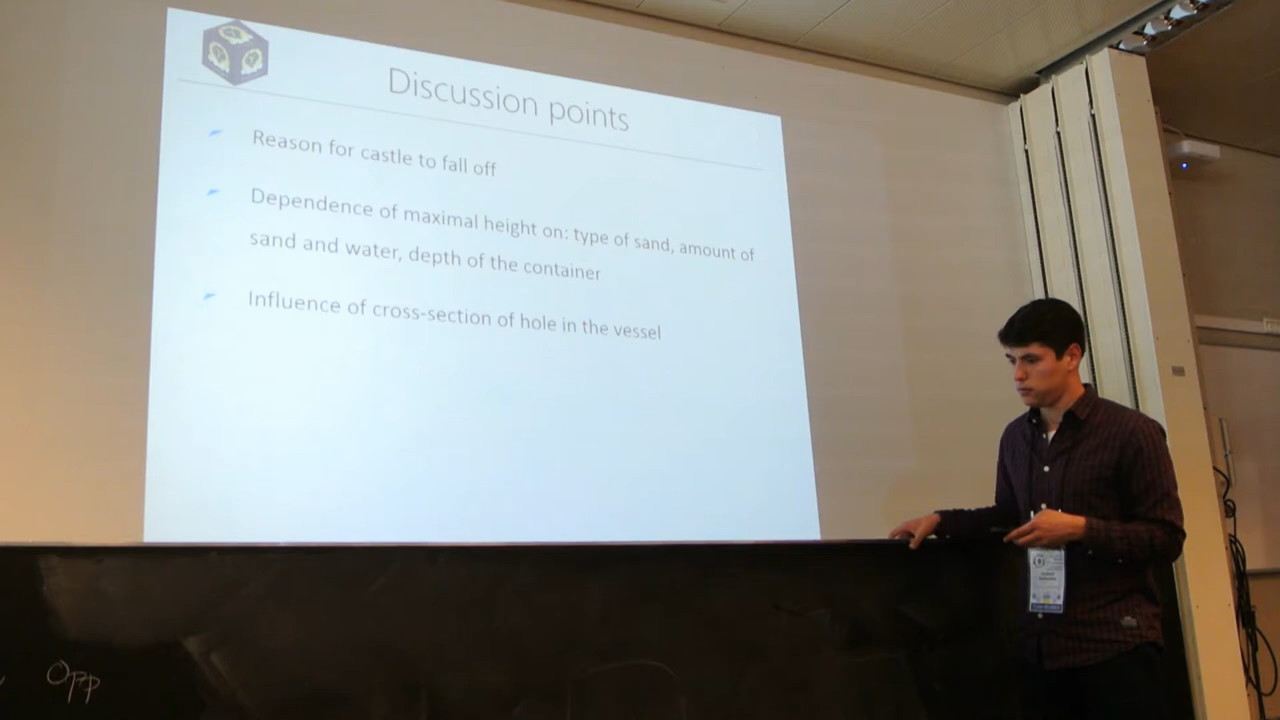 Discussion points
Reason for castle to fall off
Dependence of maximal height on: type of sand, amount of
sand and water, depth of the container
Influence of cross-section of hole in the vessel
Opp